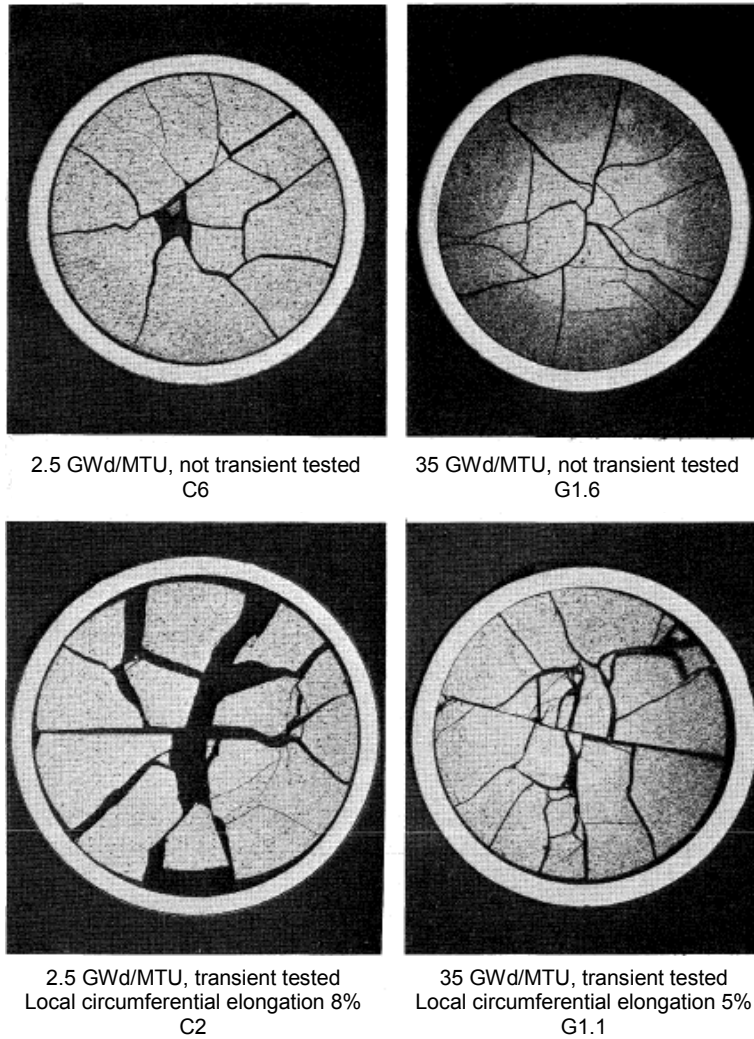 2.5 GWd/MTU, not transient tested
C6
35 GWd/MTU, not transient tested
G1.6
2.5 GWd/MTU, transient tested
Local circumferential elongation 8%
C2
35 GWd/MTU, transient tested
Local circumferential elongation 5%
G1.1